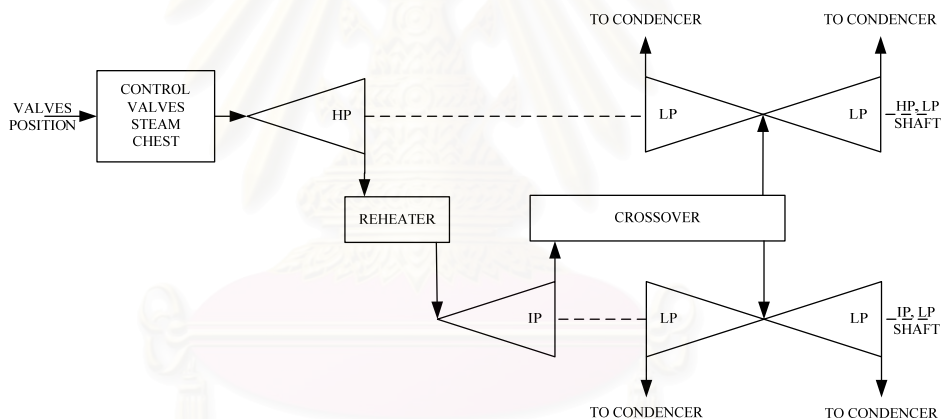 TO CONDENCER
TO CONDENCER
CONTROL
VALVES
STEAM
CHEST
VALVES
POSITION
HP
LP
LP
HP, LP
SHAFT
REHEATER
CROSSOVER
IP
LP
LP
IP, LP
SHAFT
TO CONDENCER
TO CONDENCER